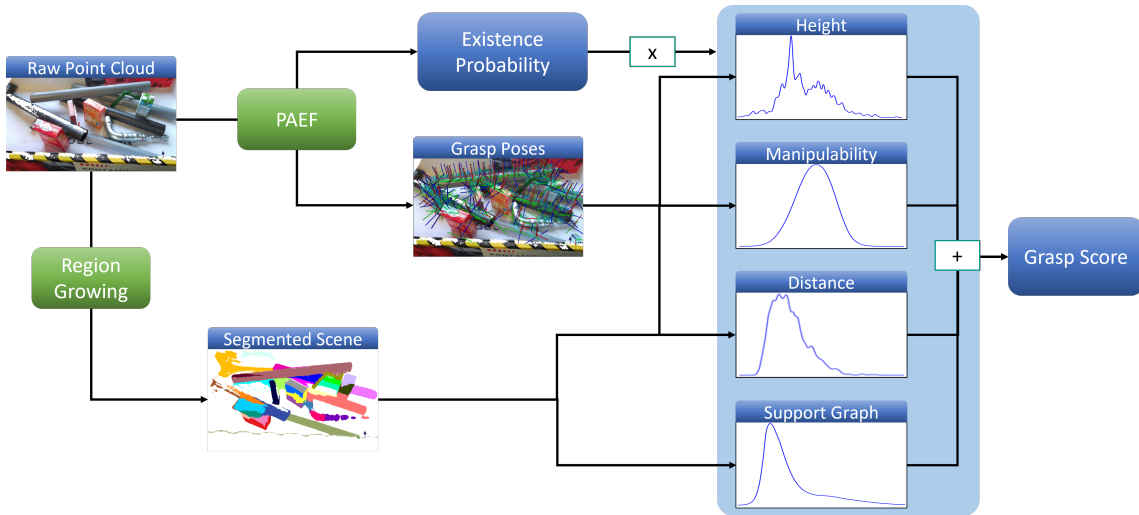 Raw Point Cloud
PAEF
Existence
Probability
x
Grasp Poses
Region
Growing
Segmented Scene
Height
Manipulability
Distance
Support Graph
+
Grasp Score